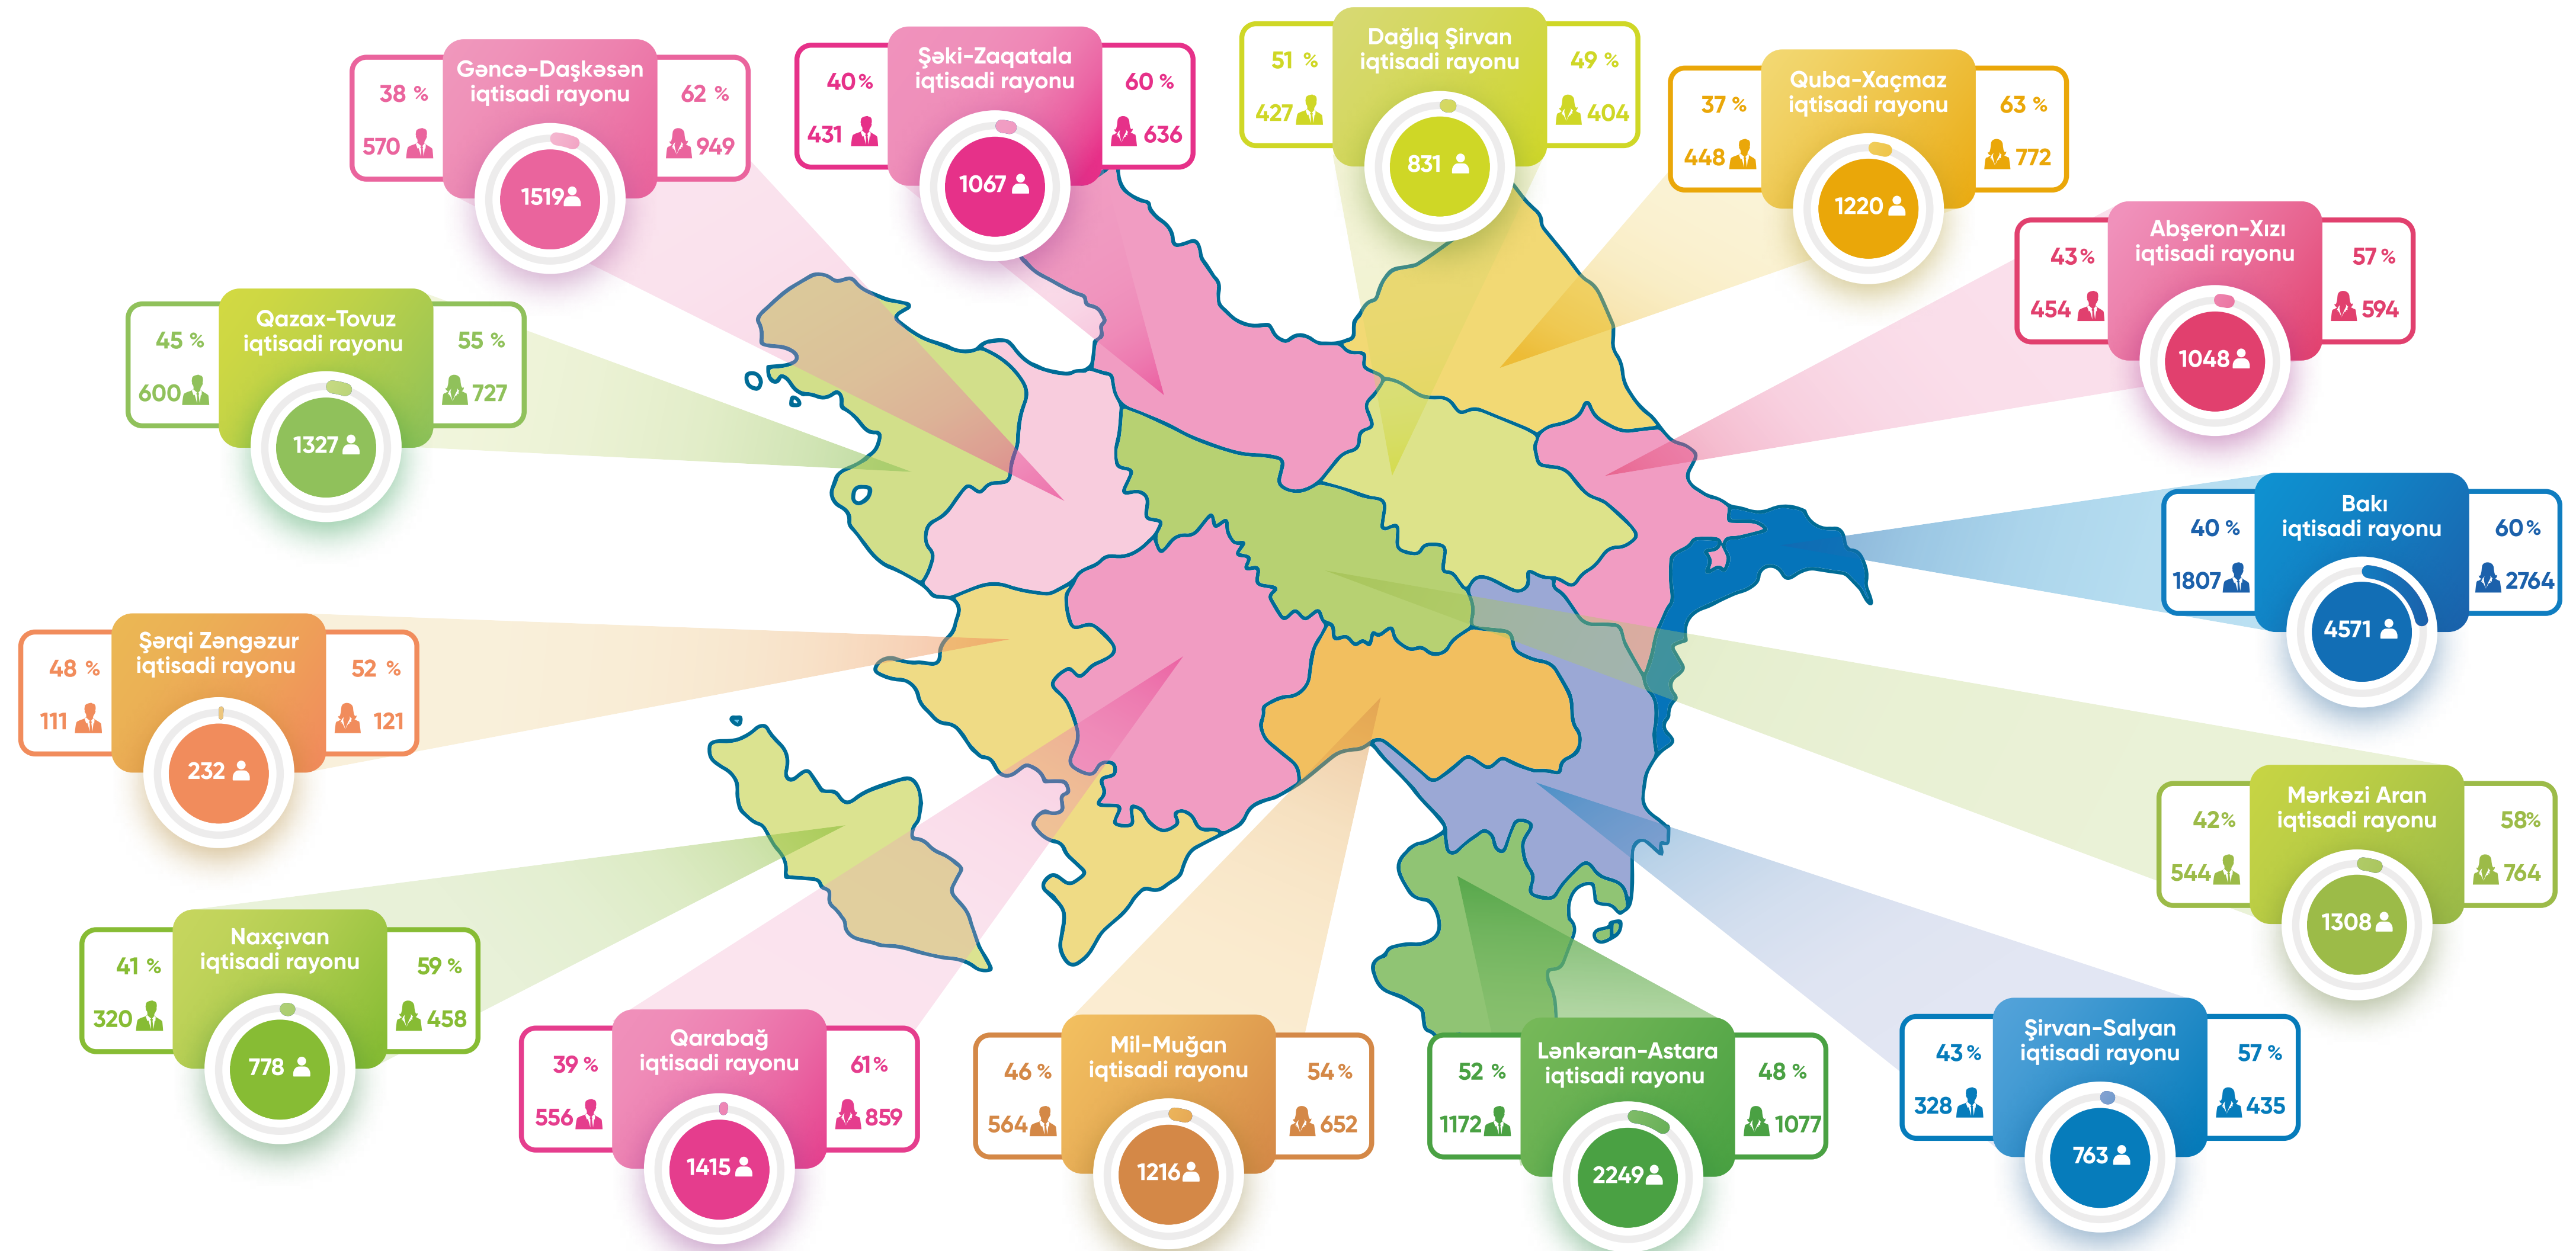 Gəncə-Daşkəsən
iqtisadi rayonu
38 %
62 %
570
949
1519
Şəki-Zaqatala
iqtisadi rayonu
40%
60 %
431
636
1067
Dağlıq Şirvan
iqtisadi rayonu
51 %
49 %
427
404
831
Quba-Xaçmaz
iqtisadi rayonu
37 %
63 %
448
772
1220
Abşeron-Xızı
iqtisadi rayonu
43%
57 %
454
594
1048
Qazax-Tovuz
iqtisadi rayonu
45 %
55 %
600
727
1327
Bakı
iqtisadi rayonu
40 %
60%
1807
2764
4571
Şərqi Zəngəzur
iqtisadi rayonu
48 %
52 %
111
121
232
Mərkəzi Aran
iqtisadi rayonu
42%
58%
544
764
1308
Naxçıvan
iqtisadi rayonu
41 %
59 %
320
458
778
Qarabağ
iqtisadi rayonu
39 %
61%
556
859
1415
Mil-Muğan
iqtisadi rayonu
46 %
54 %
564
652
1216
Lənkəran-Astara
iqtisadi rayonu
52 %
48 %
1172
1077
2249
Şirvan-Salyan
iqtisadi rayonu
43 %
57 %
328
435
763